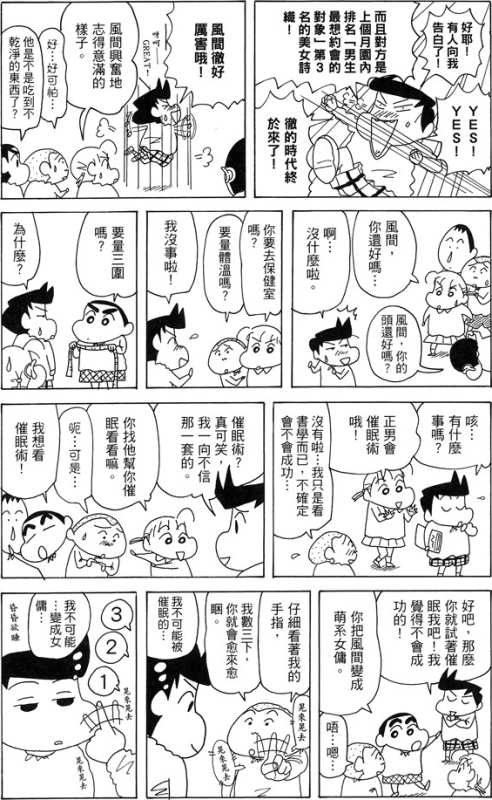 好耶！
有人向我
告白了！
YES！
YES！
而且對方是
上個月園內
排名「男生
最想約會的
對象」第3
名的美女詩
織！
徹的時代終
於來了！
風間徹好
厲害哦！
GREAT！
風間興奮地
志得意滿的
樣子。
好…好可怕…
他是不是吃到不
乾淨的東西了？
風間，
你還好嗎…
風間，你的
頭還好嗎？
啊…
沒什麼啦。
你要去保健室
嗎？
要量體溫嗎？
我沒事啦！
要量三圍
嗎？
為什麼？
咳…
有什麼
事嗎？
正男會
催眠術
哦！
沒有啦…我只是看
書學而已，不確定
會不會成功…
催眠術？
真可笑，
我一向不信
那一套的。
你找他幫你催
眠看看嘛。
呃…可是…
我想看
催眠術！
好吧，那麼
你就試著催
眠我吧！我
覺得不會成
功的！
你把風間變成
萌系女傭。
唔…嗯…
仔細看著我的
手指，
我數三下，
你就會愈來愈
睏。
晃來晃去
我不可能被
催眠的…
3
2
1
晃來晃去
晃來晃去
我不可能
…變成女
傭…
昏昏欲睡